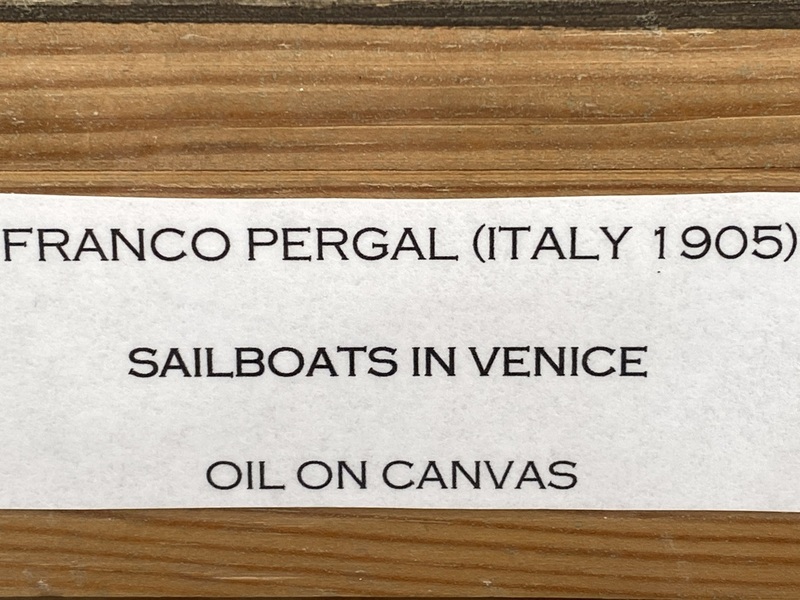 FRANCO PERGAL (ITALY 1905)
SAILBOATS IN VENICE
OIL ON CANVAS